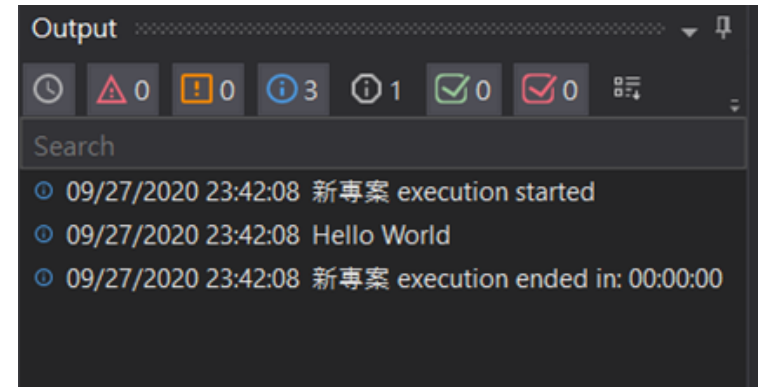 Output
0 0 3 1 0 0
Search
09/27/2020 23:42:08 新專案 execution started
09/27/2020 23:42:08 Hello World
09/27/2020 23:42:08 新專案 execution ended in: 00:00:00